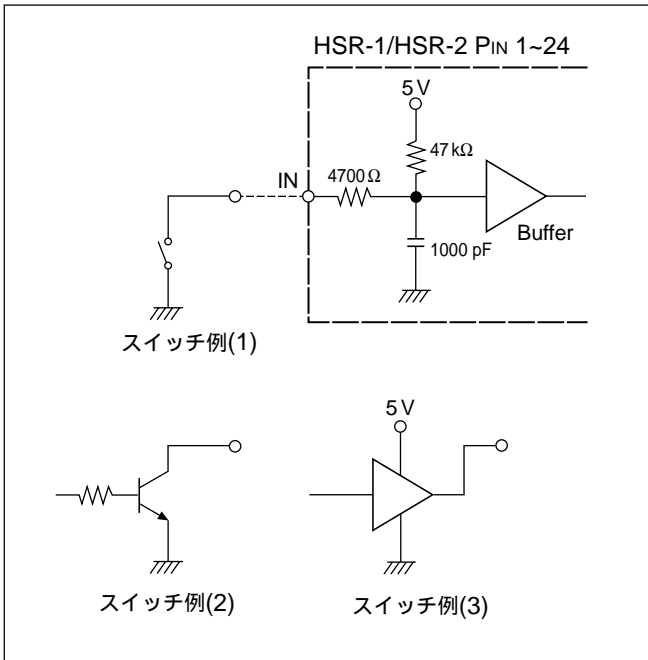 HSR-1/HSR-2 PIN 1~24
5 V
47 kΩ
IN
4700 Ω
Buffer
1000 pF
スイッチ例(1)
5 V
スイッチ例(2)
スイッチ例(3)